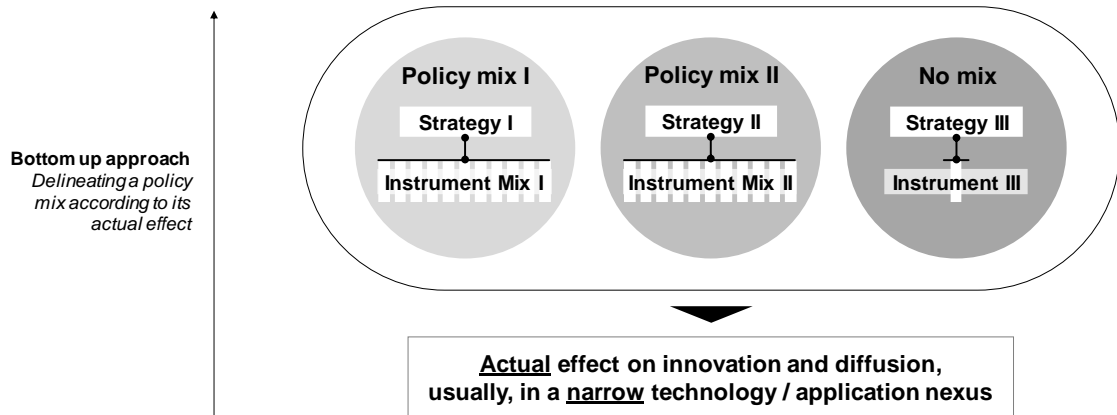 Policy mix I
Strategy I
Instrument Mix I
Policy mix II
Strategy II
Instrument Mix II
No mix
Strategy III
Instrument III
Bottom up approach
Delineating a policy
mix according to its
actual effect
Actual effect on innovation and diffusion,
usually, in a narrow technology / application nexus